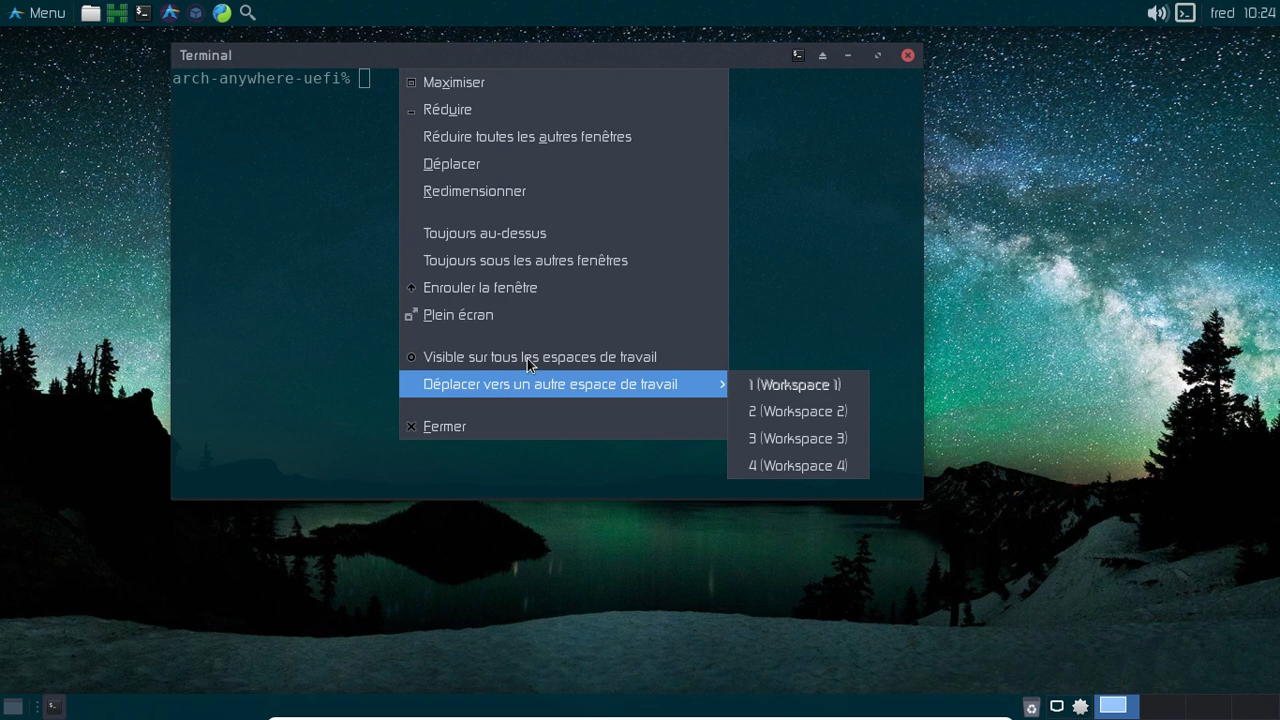 Menu
fred 10:24
Terminal
arch-anywhere-uefi%
Maximiser
Réduire
Réduire toutes les autres fenêtres
Déplacer
Redimensionner
Toujours au-dessus
Toujours sous les autres fenêtres
Enrouler la fenêtre
Plein écran
Visible sur tous les espaces de travail
Déplacer vers un autre espace de travail
Fermer
1 (Workspace 1)
2 (Workspace 2)
3 (Workspace 3)
4 (Workspace 4)